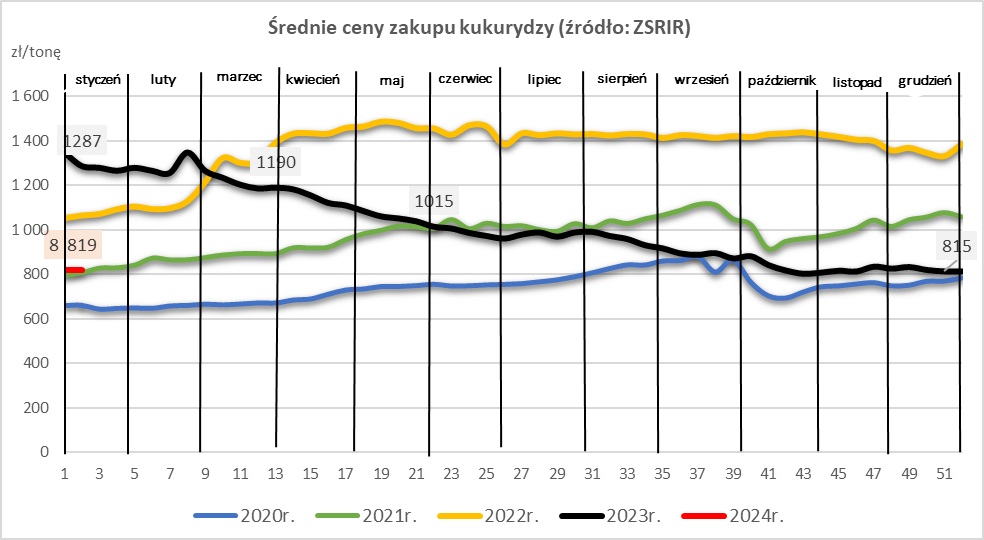 Średnie ceny zakupu kukurydzy (źródło: ZSRIR)
zł/tonę
styczeń luty marzec kwiecień maj czerwiec lipiec sierpień wrzesień październik listopad grudzień
1 600
1 400
1287
1190
1 200
1015
1 000
8 819
815
800
600
400
200
0
1 3 5 7 9 11 13 15 17 19 21 23 25 27 29 31 33 35 37 39 41 43 45 47 49 51
2020r. 2021r. 2022r. 2023r. 2024r.